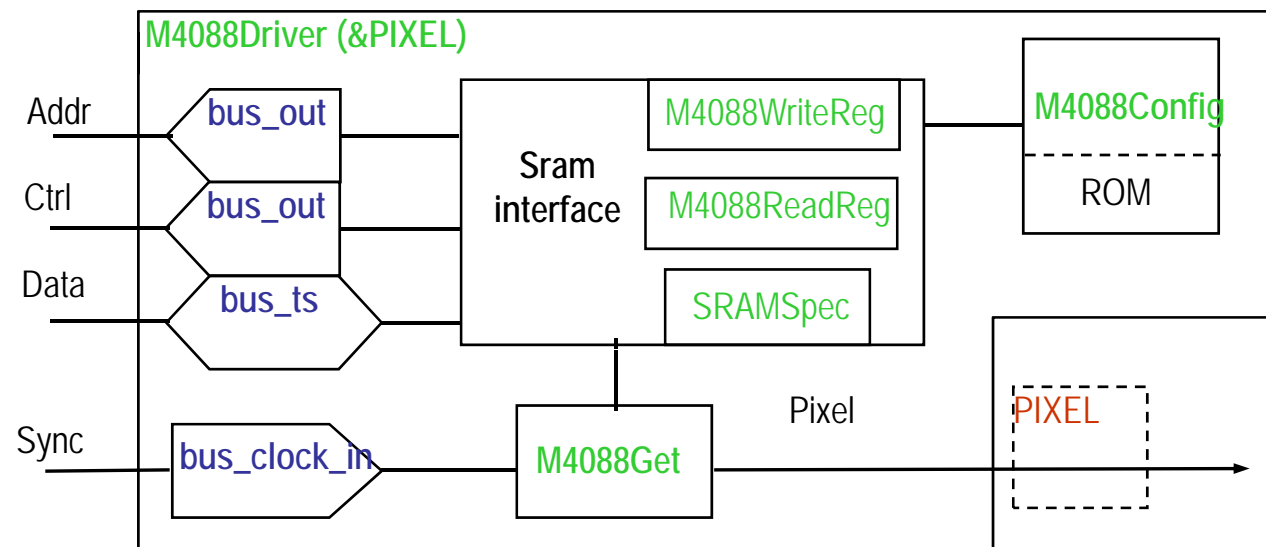 M4088Driver (&PIXEL)
Addr
bus_out
M4088WriteReg
M4088Config
Sram
interface
Ctrl
bus_out
M4088ReadReg
ROM
Data
bus_ts
SRAMSpec
Sync
bus_clock_in
M4088Get
Pixel
PIXEL